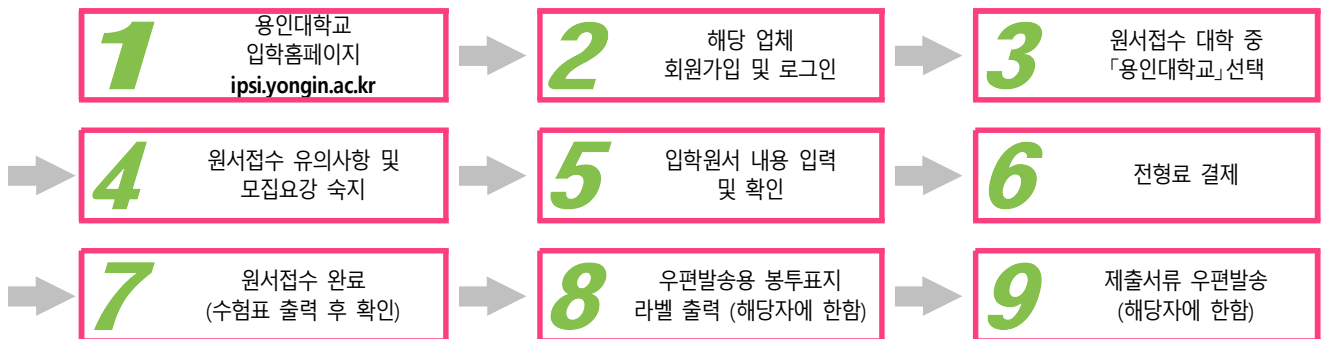 1
용인대학교
입학홈페이지
ipsi.yongin.ac.kr
2
해당 업체
회원가입 및 로그인
3
원서접수 대학 중
「용인대학교」선택
4
원서접수 유의사항 및
모집요강 숙지
5
입학원서 내용 입력
및 확인
6
전형료 결제
7
원서접수 완료
(수험표 출력 후 확인)
8
우편발송용 봉투표지
라벨 출력 (해당자에 한함)
9
제출서류 우편발송
(해당자에 한함)